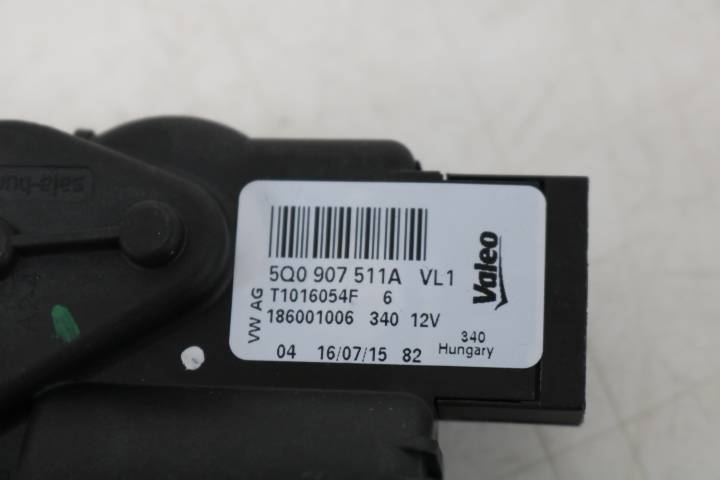 5Q0 907 511A VL1
T1016054F 6
186001006 340 12V
04 16/07/15 82
VW AG
Valeo
340
Hungary